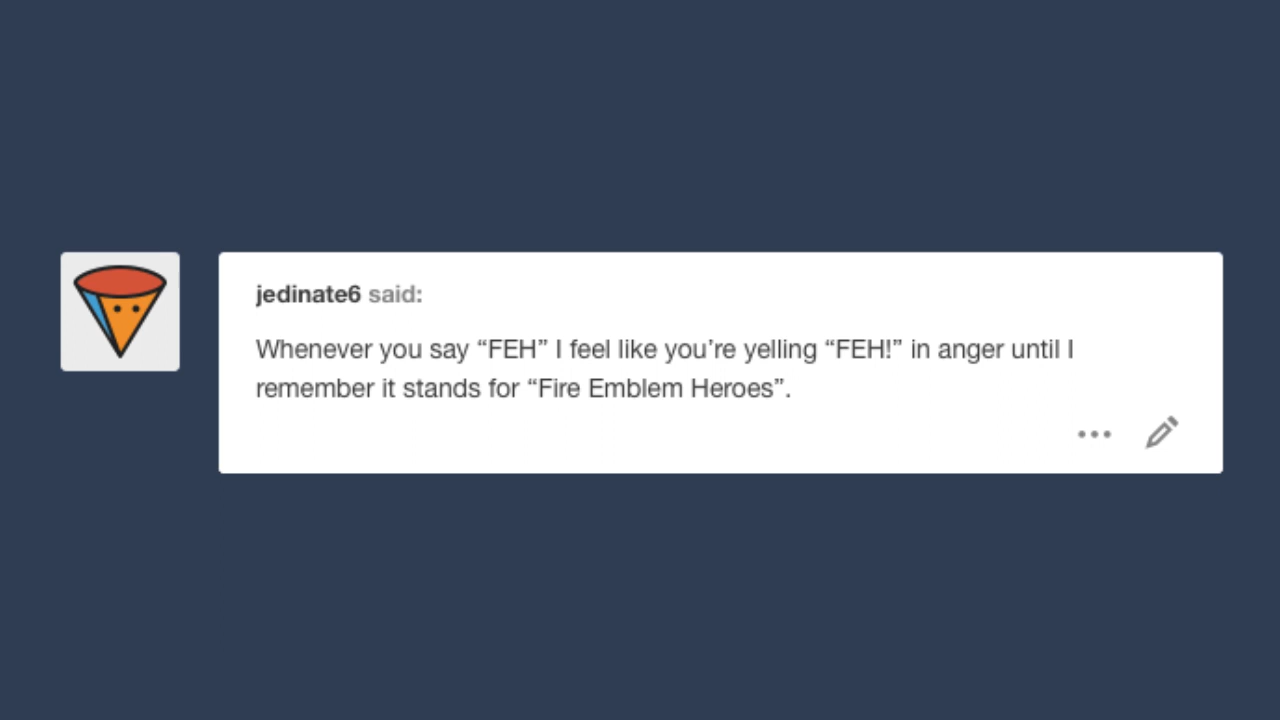 jedinate6 said:
Whenever you say “FEH” I feel like you’re yelling “FEH!” in anger until I
remember it stands for “Fire Emblem Heroes”.